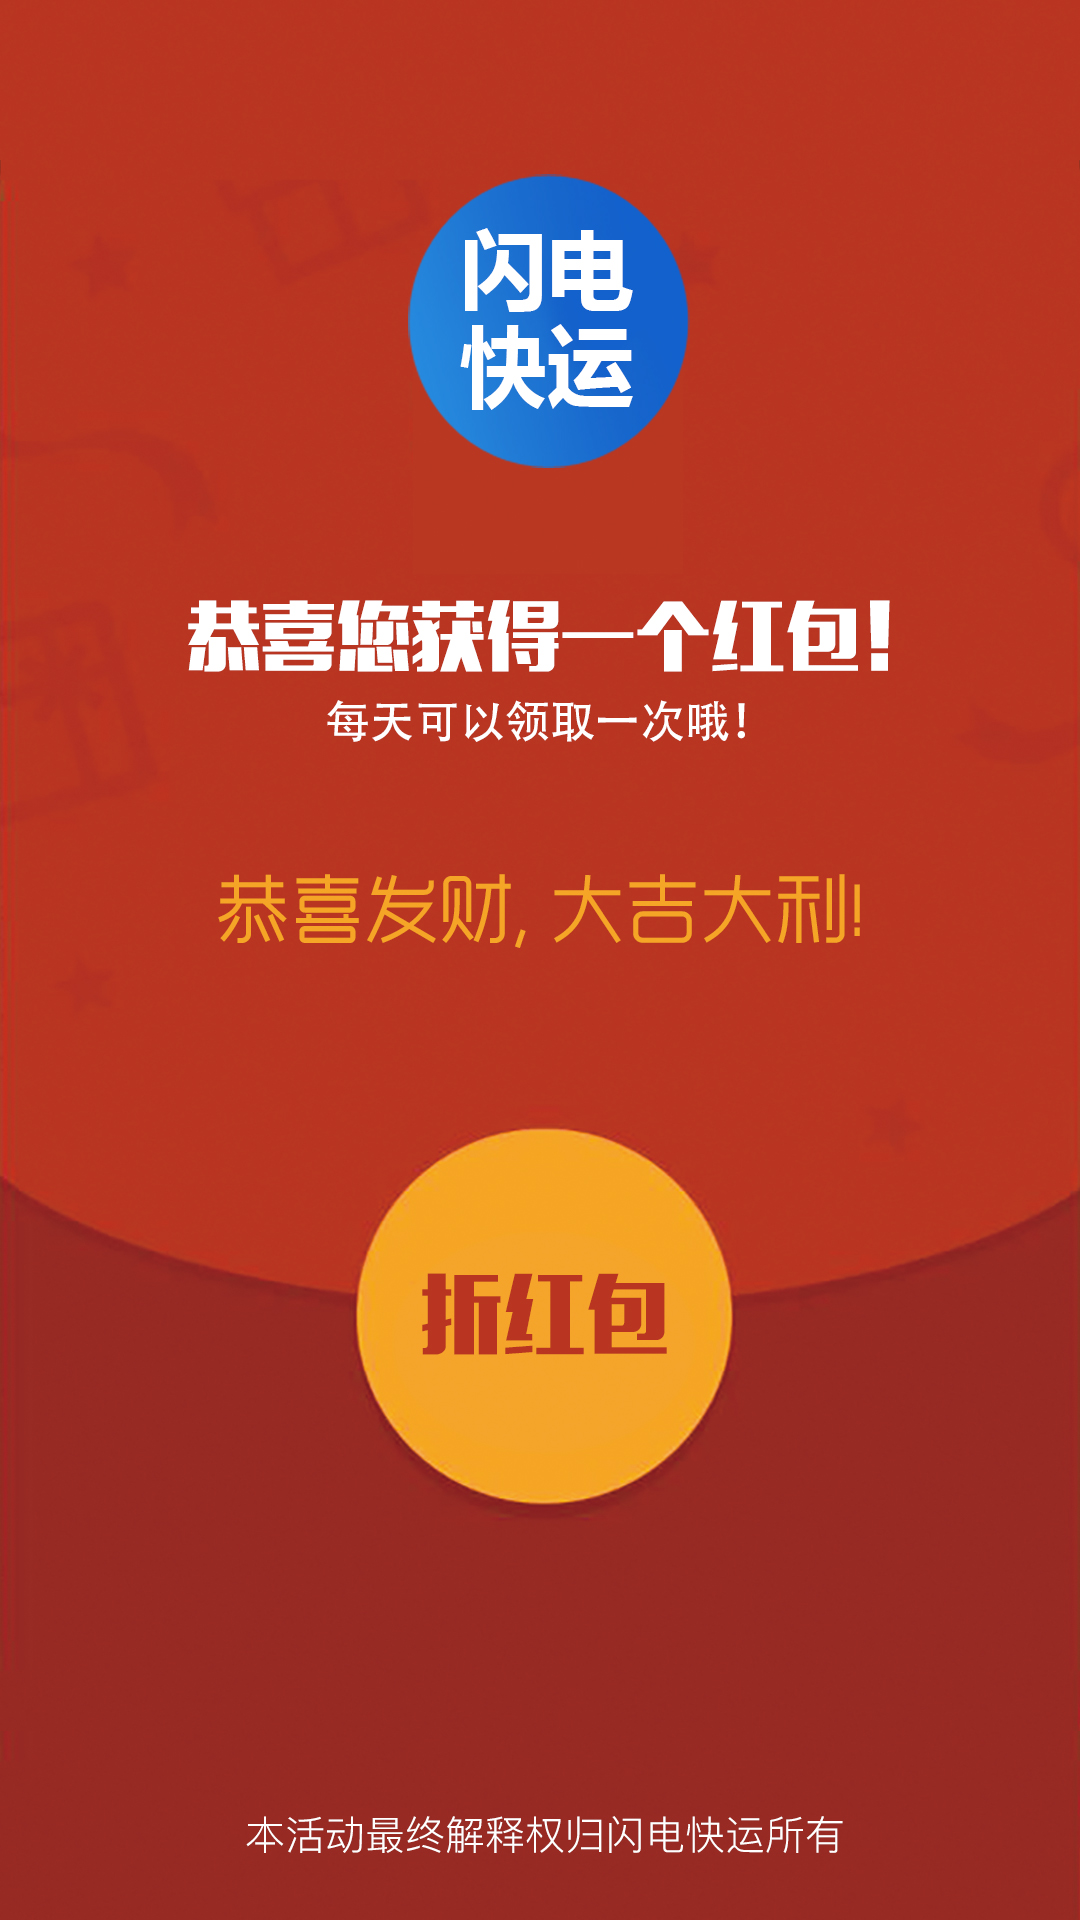 闪电
快运
恭喜您获得一个红包!
每天可以领取一次哦!
恭喜发财, 大吉大利!
折红包
本活动最终解释权归闪电快运所有